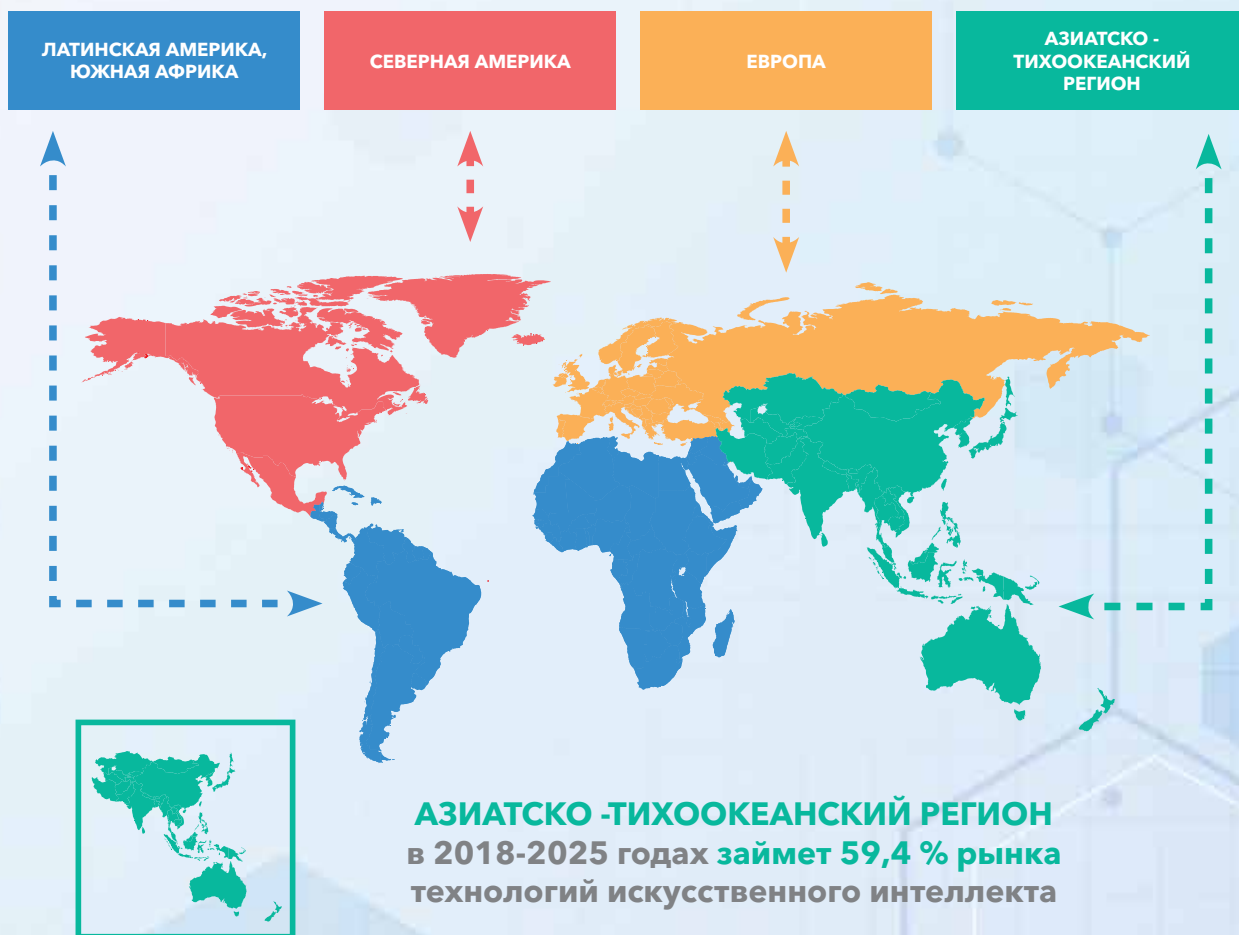 ЛАТИНСКАЯ АМЕРИКА,
ЮЖНАЯ АФРИКА
СЕВЕРНАЯ АМЕРИКА
ЕВРОПА
АЗИАТСКО -
ТИХООКЕАНСКИЙ
РЕГИОН
АЗИАТСКО -ТИХООКЕАНСКИЙ РЕГИОН
в 2018-2025 годах займет 59,4 % рынка
технологий искусственного интеллекта